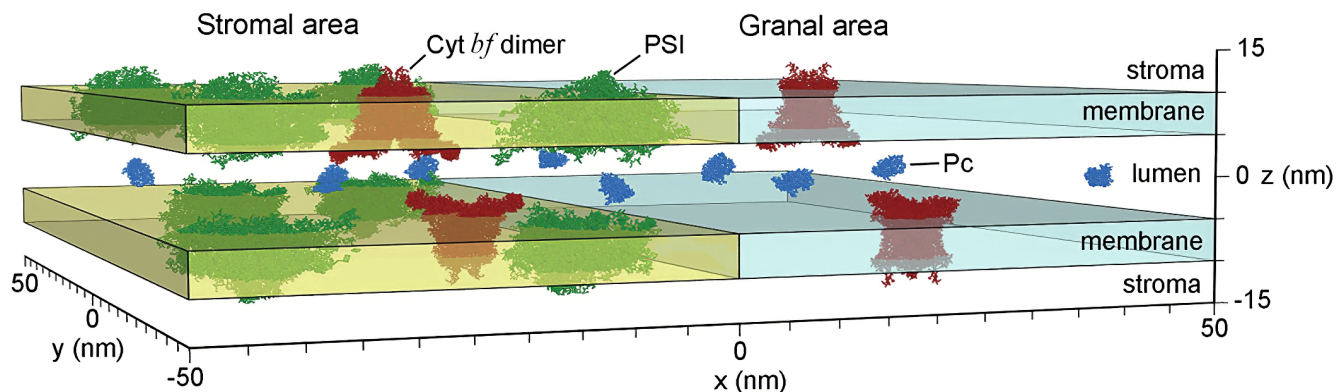 Stromal area
Granal area
Cyt bf dimer
PSI
15
stroma
membrane
Pc
lumen
0 z (nm)
membrane
stroma
-15
50
0
y (nm)
-50
0
x (nm)
50